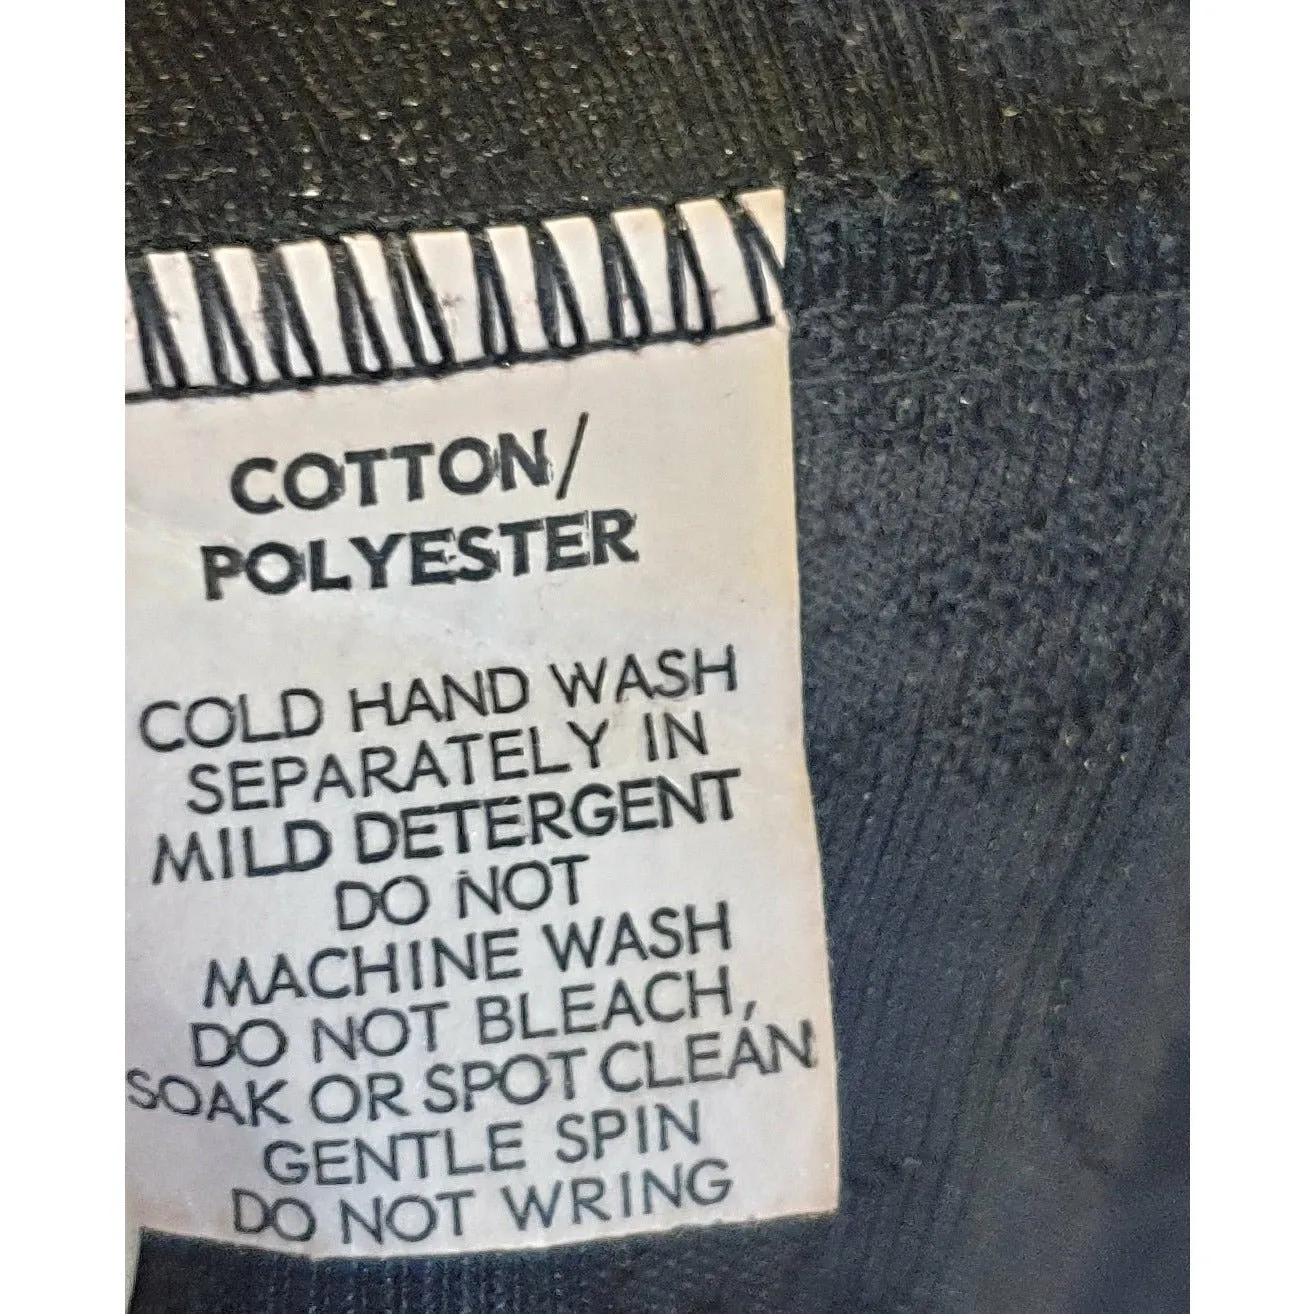 COTTON/
POLYESTER
COLD HAND WASH
SEPARATELY IN
MILD DETERGENT
DO NOT
MACHINE WASH
DO NOT BLEACH,
SOAK OR SPOT CLEAN
GENTLE SPIN
DO NOT WRING